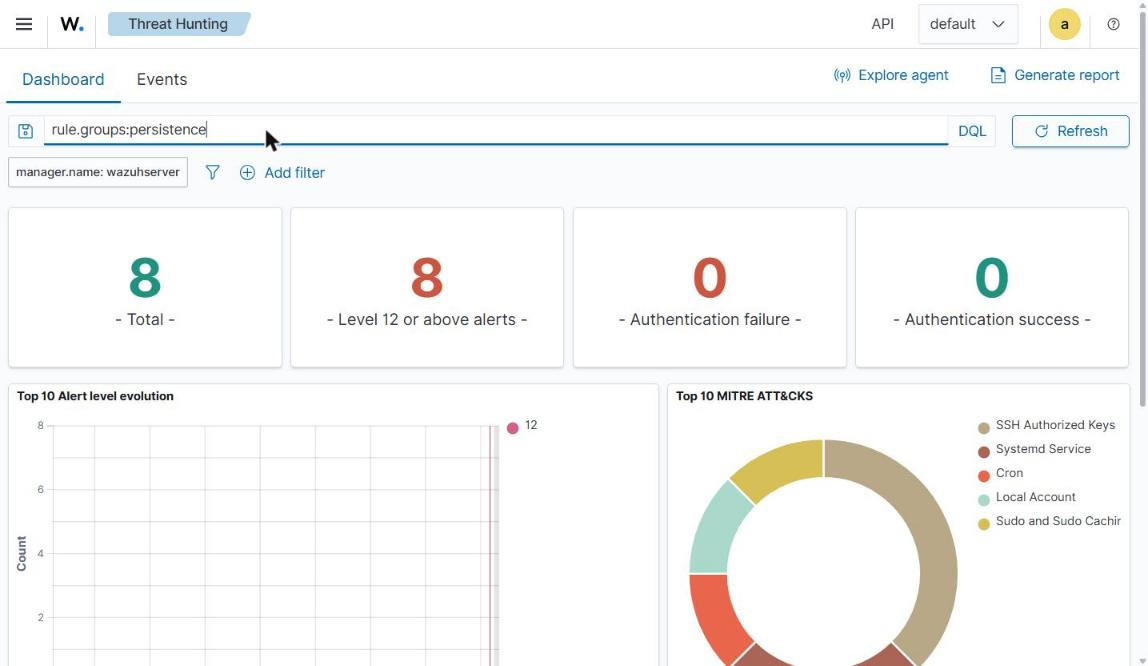 W. Threat Hunting API default a
Dashboard Events Explore agent Generate report
rule.groups:persistence DQL Refresh
manager.name: wazuhserver Add filter
8 8 0 0
- Total - - Level 12 or above alerts - - Authentication failure - - Authentication success -
Top 10 Alert level evolution
8
6
4
2
Count
12
Top 10 MITRE ATT&CKS
SSH Authorized Keys
Systemd Service
Cron
Local Account
Sudo and Sudo Cachir